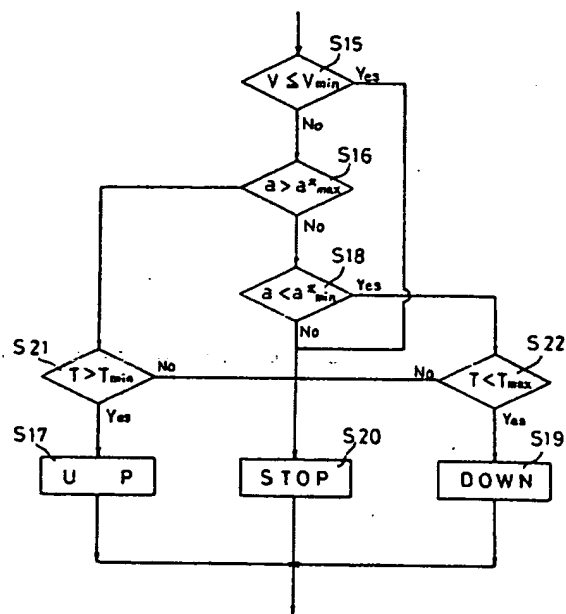 S15
V ≤ Vmin
Yes
No
S16
a > a*max
No
S18
a < a*min
Yes
No
S21
T > Tmin
No
Yes
S22
T < Tmax
No
Yes
S17
U P
S20
STOP
S19
DOWN